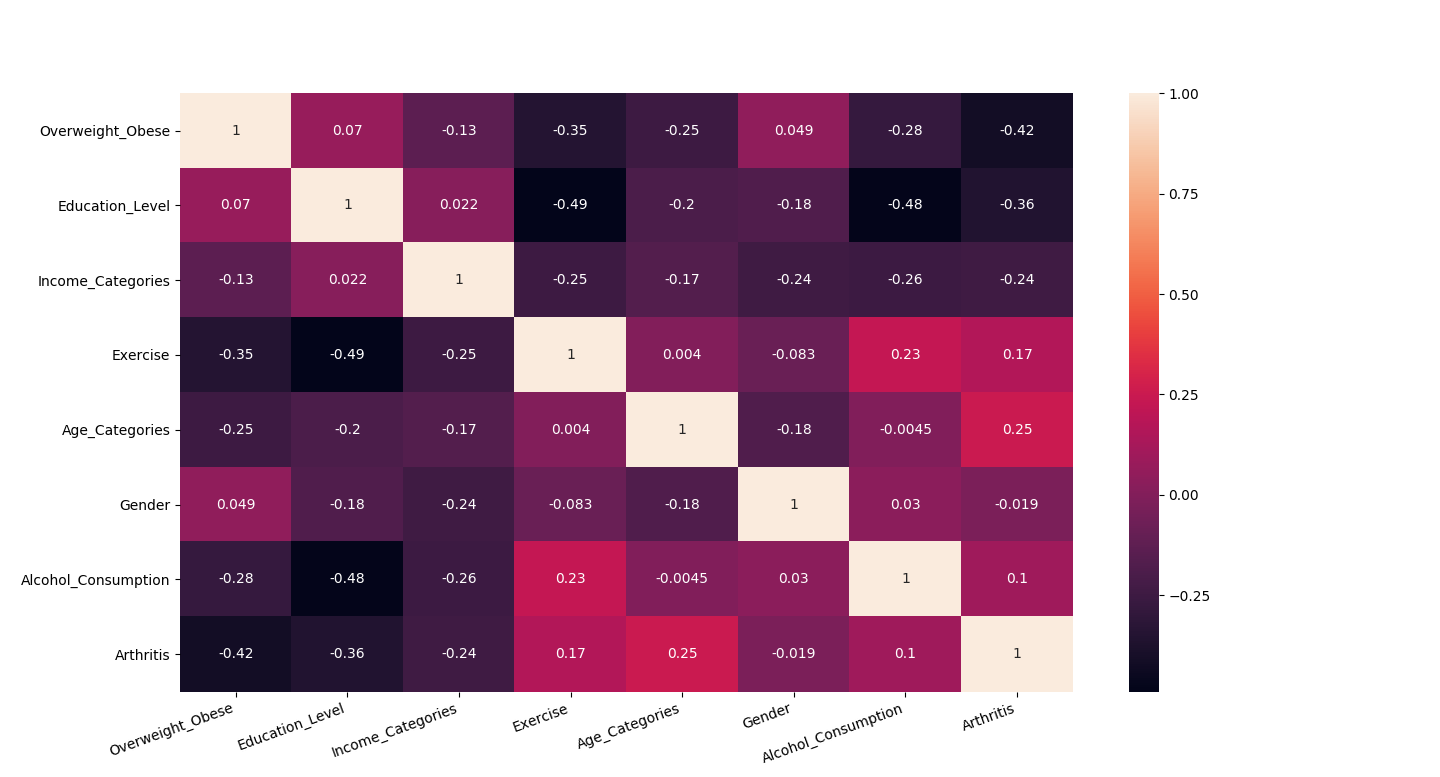 Overweight_Obese 1 0.07 -0.13 -0.35 -0.25 0.049 -0.28 -0.42
Education_Level 0.07 1 0.022 -0.49 -0.2 -0.18 -0.48 -0.36
Income_Categories -0.13 0.022 1 -0.25 -0.17 -0.24 -0.26 -0.24
Exercise -0.35 -0.49 -0.25 1 0.004 -0.083 0.23 0.17
Age_Categories -0.25 -0.2 -0.17 0.004 1 -0.18 -0.0045 0.25
Gender 0.049 -0.18 -0.24 -0.083 -0.18 1 0.03 -0.019
Alcohol_Consumption -0.28 -0.48 -0.26 0.23 -0.0045 0.03 1 0.1
Arthritis -0.42 -0.36 -0.24 0.17 0.25 -0.019 0.1 1
Overweight_Obese Education_Level Income_Categories Exercise Age_Categories Gender Alcohol_Consumption Arthritis
1.00
0.75
0.50
0.25
0.00
−0.25